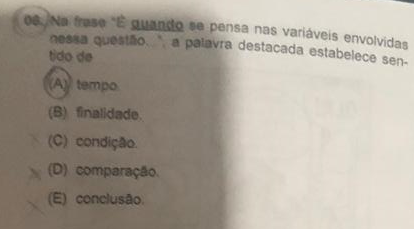 06. Na frase "É quando se pensa nas variáveis envolvidas
nessa questão...", a palavra destacada estabelece sen-
tido de
(A) tempo.
(B) finalidade.
(C) condição.
(D) comparação.
(E) conclusão.